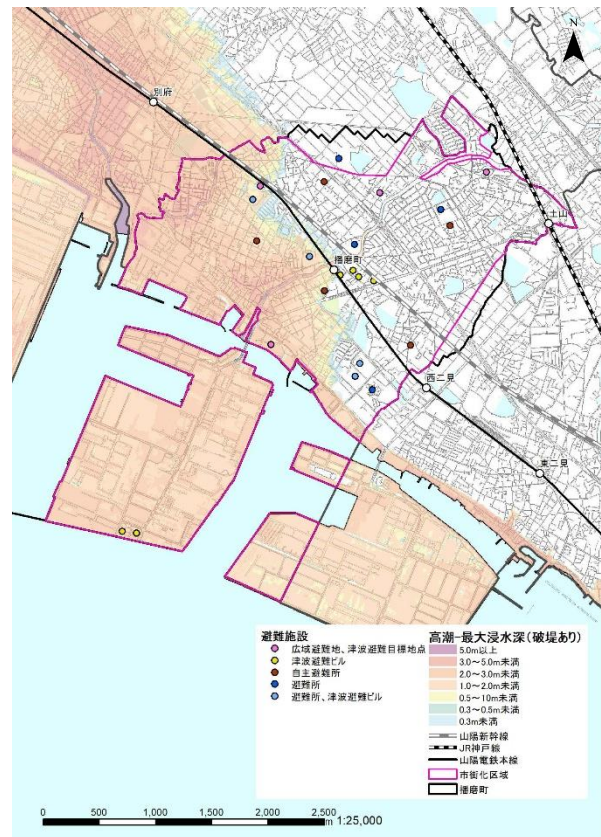 N
別府
土山
播磨町
西二見
東二見
避難施設
広域避難地、津波避難目標地点
津波避難ビル
自主避難所
避難所
避難所、津波避難ビル
高潮-最大浸水深(破堤あり)
5.0m以上
3.0～5.0m未満
2.0～3.0m未満
1.0～2.0m未満
0.5～10m未満
0.3～0.5m未満
0.3m未満
山陽新幹線
JR神戸線
山陽電鉄本線
市街化区域
播磨町
0 500 1,000 1,500 2,000 2,500 m 1:25,000